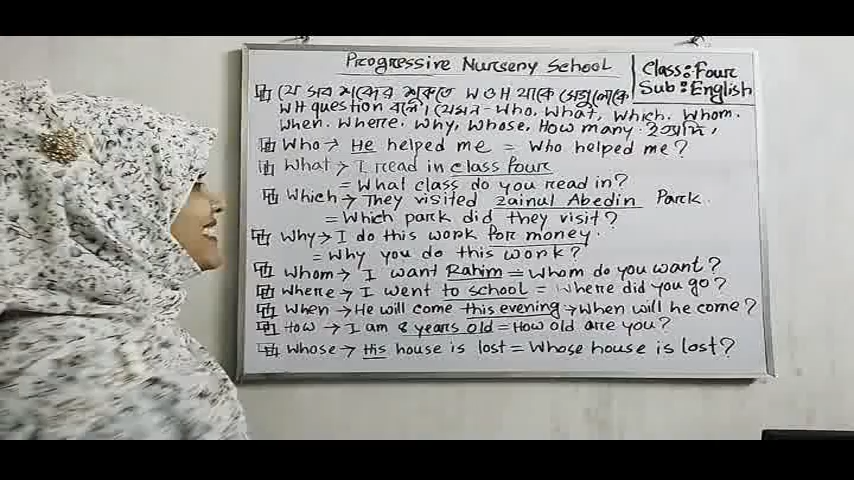 Progressive Nursery School
Class: Four
Sub: English
যে সব শব্দের শুরুতে W ও H থাকে সেগুলোকে
WH question বলে। যেমন - Who, What, Which. Whom.
When. Where. Why, Whose, How many. ইত্যাদি।
Who → He helped me = Who helped me?
What → I read in class four
= What class do you read in?
Which → They visited Zainul Abedin Park.
= Which park did they visit?
Why → I do this work for money.
= Why you do this work?
Whom → I want Rahim = Whom do you want?
Where → I went to school = Where did you go?
When → He will come this evening → When will he come?
How → I am 8 years old = How old are you?
Whose → His house is lost = Whose house is lost?